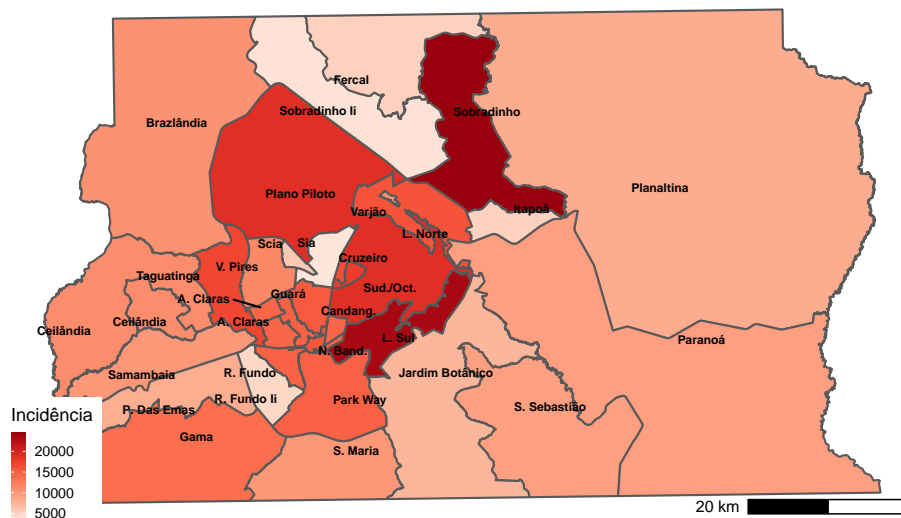 Fercal
Sobradinho Ii
Sobradinho
Brazlândia
Planaltina
Plano Piloto
Varjão
Itapoã
L. Norte
Scia
Sia
Cruzeiro
V. Pires
Taguatinga
Sud./Oct.
Guará
A. Claras
Candang.
Ceilândia
A. Claras
Ceilândia
L. Sul
Paranoá
N. Band.
Samambaia
R. Fundo
Jardim Botânico
R. Fundo Ii
Park Way
P. Das Emas
S. Sebastião
Gama
S. Maria
Incidência
20000
15000
10000
5000
20 km